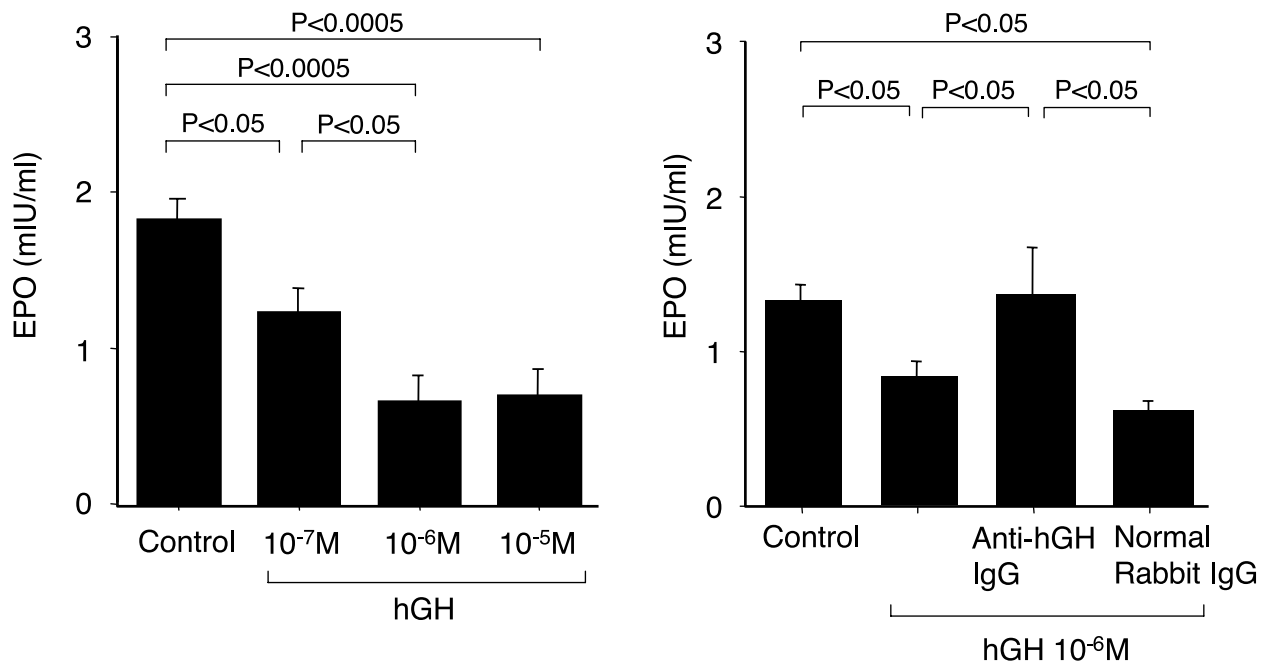 P<0.0005
P<0.0005
P<0.05 P<0.05
EPO (mIU/ml)
3
2
1
0
Control 10⁻⁷M 10⁻⁶M 10⁻⁵M
hGH
P<0.05
P<0.05 P<0.05 P<0.05
EPO (mIU/ml)
3
2
1
0
Control Anti-hGH Normal
IgG Rabbit IgG
hGH 10⁻⁶M